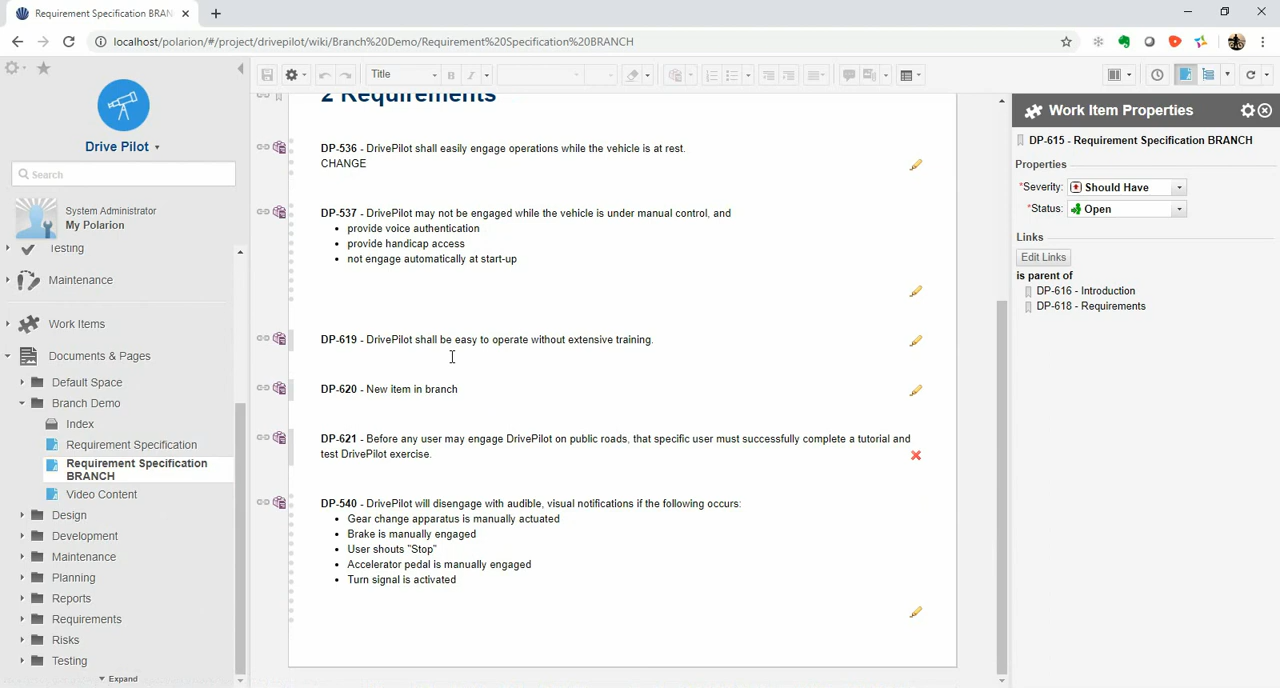 Requirement Specification BRAN
localhost/polarion/#/project/drivepilot/wiki/Branch%20Demo/Requirement%20Specification%20BRANCH
Drive Pilot
Search
System Administrator
My Polarion
Testing
Maintenance
Work Items
Documents & Pages
Default Space
Branch Demo
Index
Requirement Specification
Requirement Specification
BRANCH
Video Content
Design
Development
Maintenance
Planning
Reports
Requirements
Risks
Testing
Expand
Title
B
I
2 Requirements
DP-536 - DrivePilot shall easily engage operations while the vehicle is at rest.
CHANGE
DP-537 - DrivePilot may not be engaged while the vehicle is under manual control, and
• provide voice authentication
• provide handicap access
• not engage automatically at start-up
DP-619 - DrivePilot shall be easy to operate without extensive training.
DP-620 - New item in branch
DP-621 - Before any user may engage DrivePilot on public roads, that specific user must successfully complete a tutorial and
test DrivePilot exercise.
DP-540 - DrivePilot will disengage with audible, visual notifications if the following occurs:
• Gear change apparatus is manually actuated
• Brake is manually engaged
• User shouts "Stop"
• Accelerator pedal is manually engaged
• Turn signal is activated
Work Item Properties
DP-615 - Requirement Specification BRANCH
Properties
*Severity: Should Have
*Status: Open
Links
Edit Links
is parent of
DP-616 - Introduction
DP-618 - Requirements